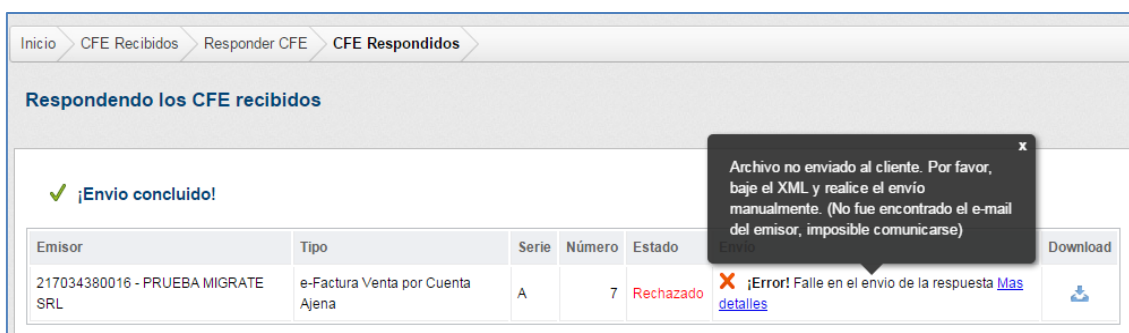 Inicio CFE Recibidos Responder CFE CFE Respondidos
Respondendo los CFE recibidos
x
Archivo no enviado al cliente. Por favor,
baje el XML y realice el envío
manualmente. (No fue encontrado el e-mail
del emisor, imposible comunicarse)
¡Envio concluido!
Emisor Tipo Serie Número Estado Envío Download
217034380016 - PRUEBA MIGRATE
SRL
e-Factura Venta por Cuenta
Ajena
A 7 Rechazado
¡Error! Falle en el envio de la respuesta Mas
detalles